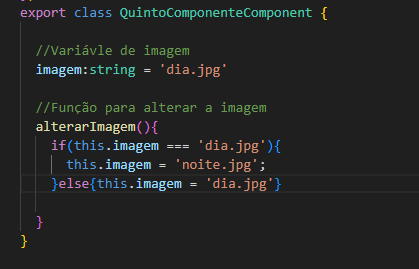 export class QuintoComponenteComponent {
//Variávle de imagem
imagem:string = 'dia.jpg'
//Função para alterar a imagem
alterarImagem(){
if(this.imagem === 'dia.jpg'){
this.imagem = 'noite.jpg';
}else{this.imagem = 'dia.jpg'}
}
}